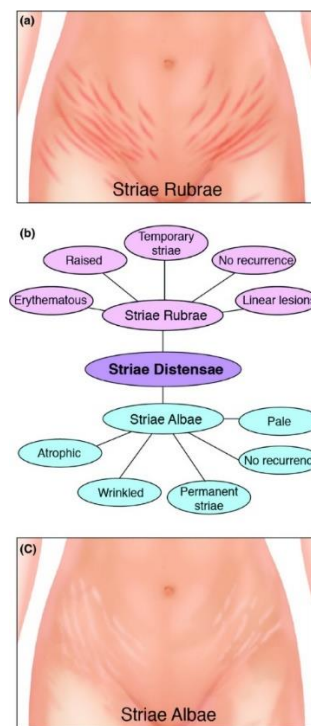 (a)
Striae Rubrae
(b)
Temporary
striae
Raised
No recurrence
Erythematous
Striae Rubrae
Linear lesions
Striae Distensae
Striae Albae
Pale
Atrophic
No recurrenc
Wrinkled
Permanent
striae
(C)
Striae Albae